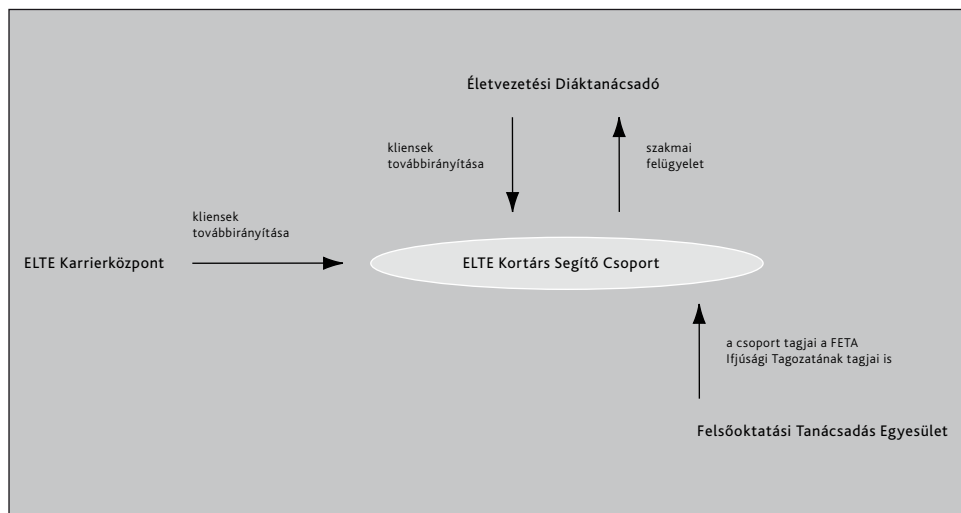 Életvezetési Diáktanácsadó
kliensek
továbbirányítása
szakmai
felügyelet
kliensek
továbbirányítása
ELTE Karrierközpont
ELTE Kortárs Segítő Csoport
a csoport tagjai a FETA
Ifjúsági Tagozatának tagjai is
Felsőoktatási Tanácsadás Egyesület